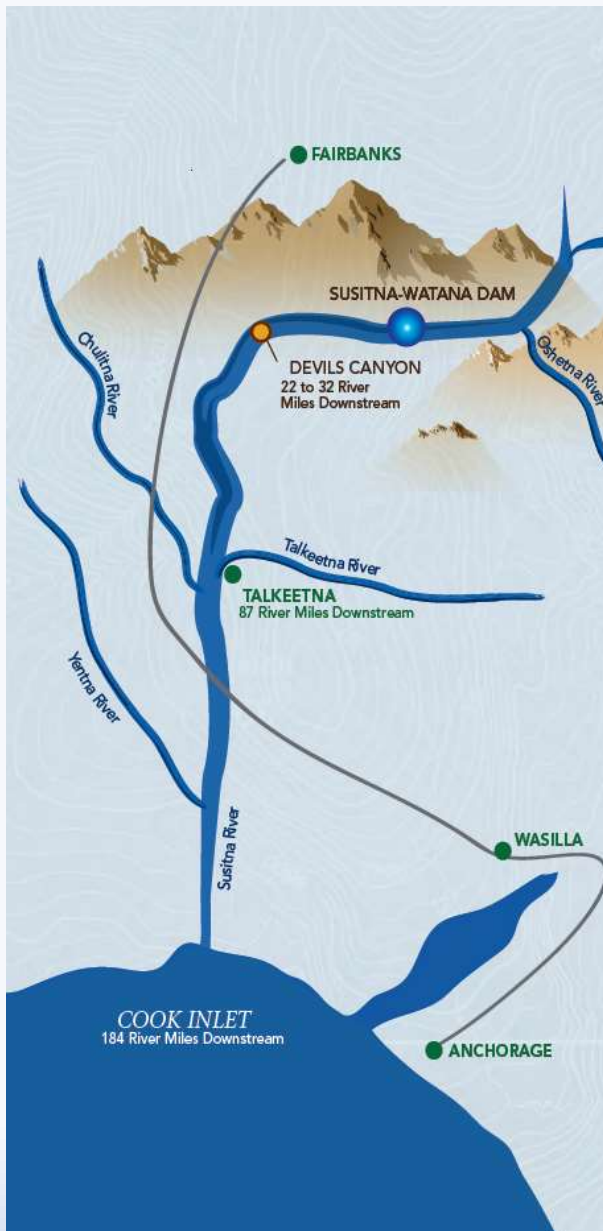 FAIRBANKS
SUSITNA-WATANA DAM
Chulitna River
DEVILS CANYON
22 to 32 River
Miles Downstream
Oshetna River
Talkeetna River
TALKEETNA
87 River Miles Downstream
Yentna River
Susitna River
WASILLA
COOK INLET
184 River Miles Downstream
ANCHORAGE